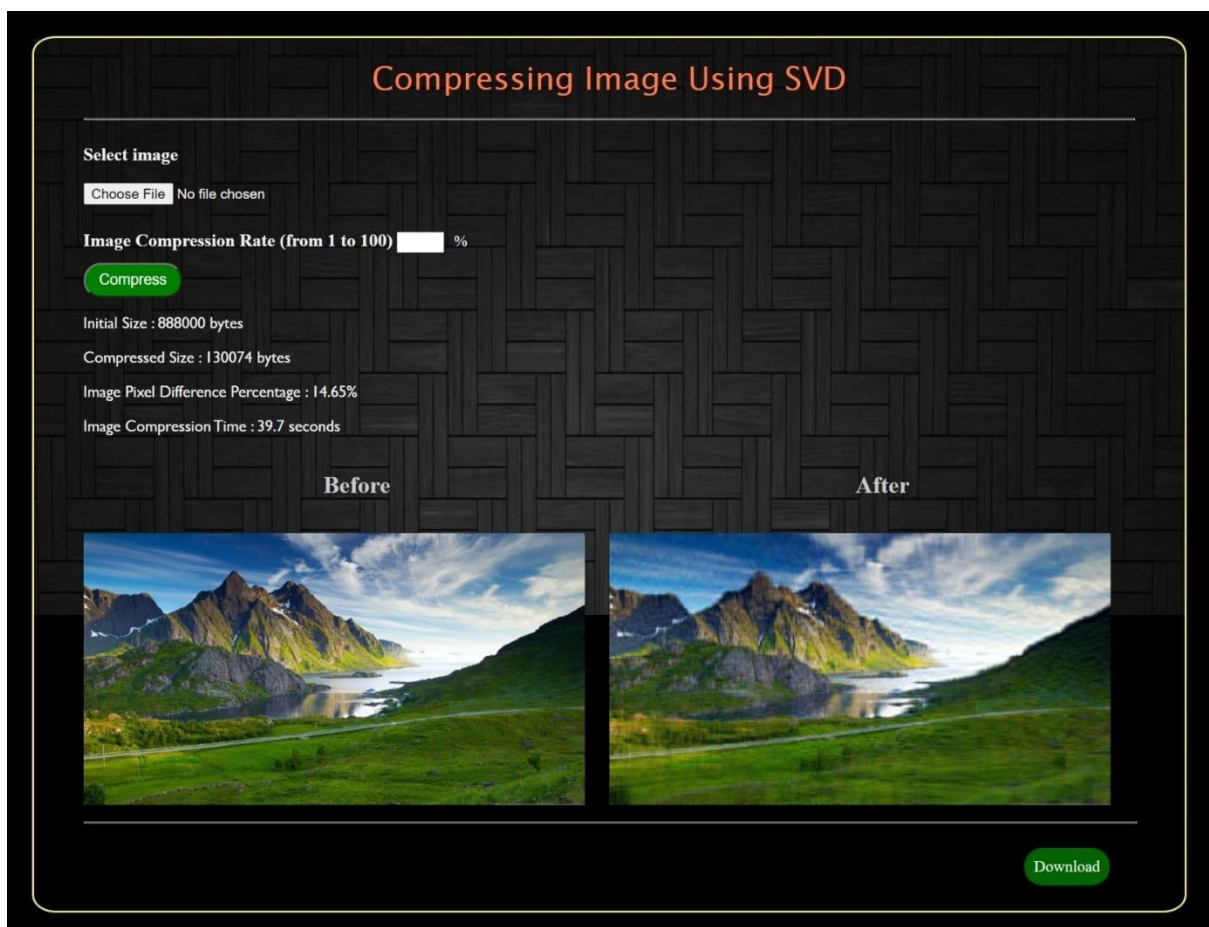 Compressing Image Using SVD
Select image
Choose File No file chosen
Image Compression Rate (from 1 to 100) %
Compress
Initial Size : 888000 bytes
Compressed Size : 130074 bytes
Image Pixel Difference Percentage : 14.65%
Image Compression Time : 39.7 seconds
Before After
Download